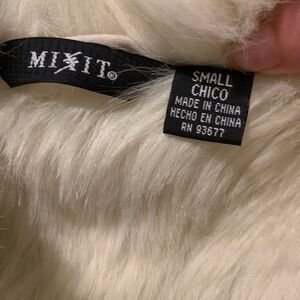 MIXIT®
SMALL
CHICO
MADE IN CHINA
HECHO EN CHINA
RN 93677